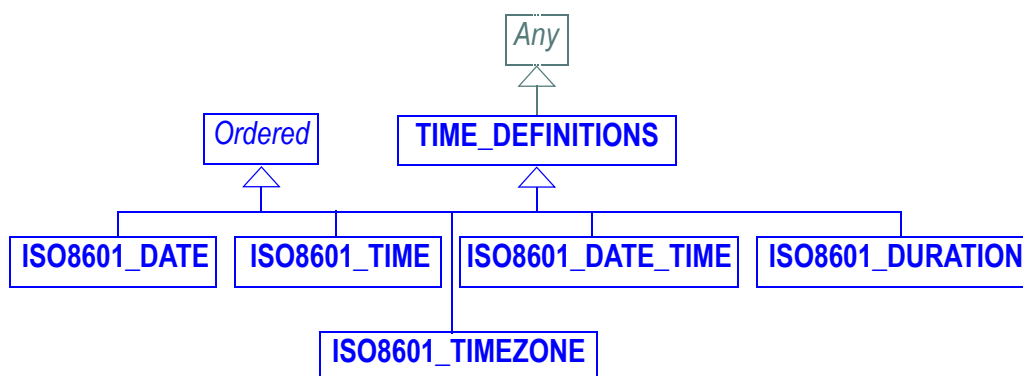 Any
Ordered
TIME_DEFINITIONS
ISO8601_DATE
ISO8601_TIME
ISO8601_DATE_TIME
ISO8601_DURATION
ISO8601_TIMEZONE